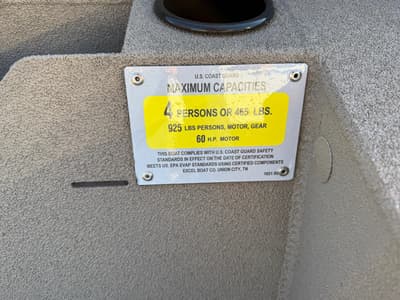 U.S. COAST GUARD
MAXIMUM CAPACITIES
4 PERSONS OR 465 LBS.
925 LBS PERSONS, MOTOR, GEAR
60 H.P. MOTOR
THIS BOAT COMPLIES WITH U.S. COAST GUARD SAFETY
STANDARDS IN EFFECT ON THE DATE OF CERTIFICATION
MEETS US. EPA EVAP STANDARDS USING CERTIFIED COMPONENTS
EXCEL BOAT CO. UNION CITY, TN